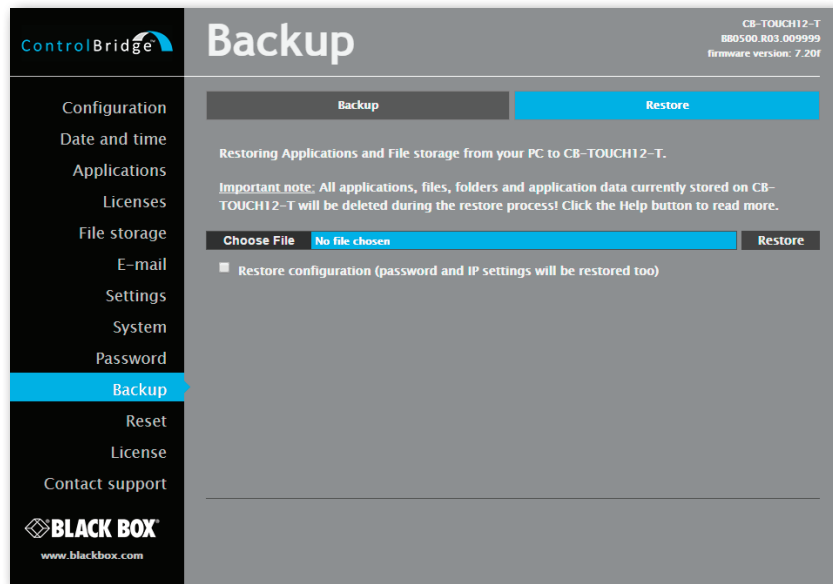 ControlBridge™
Backup
CB-TOUCH12-T
BB0500.R03.009999
firmware version: 7.20f
Configuration
Date and time
Applications
Licenses
File storage
E-mail
Settings
System
Password
Backup
Reset
License
Contact support
BLACK BOX®
www.blackbox.com
Backup
Restore
Restoring Applications and File storage from your PC to CB-TOUCH12-T.
Important note: All applications, files, folders and application data currently stored on CB-
TOUCH12-T will be deleted during the restore process! Click the Help button to read more.
Choose File No file chosen Restore
Restore configuration (password and IP settings will be restored too)